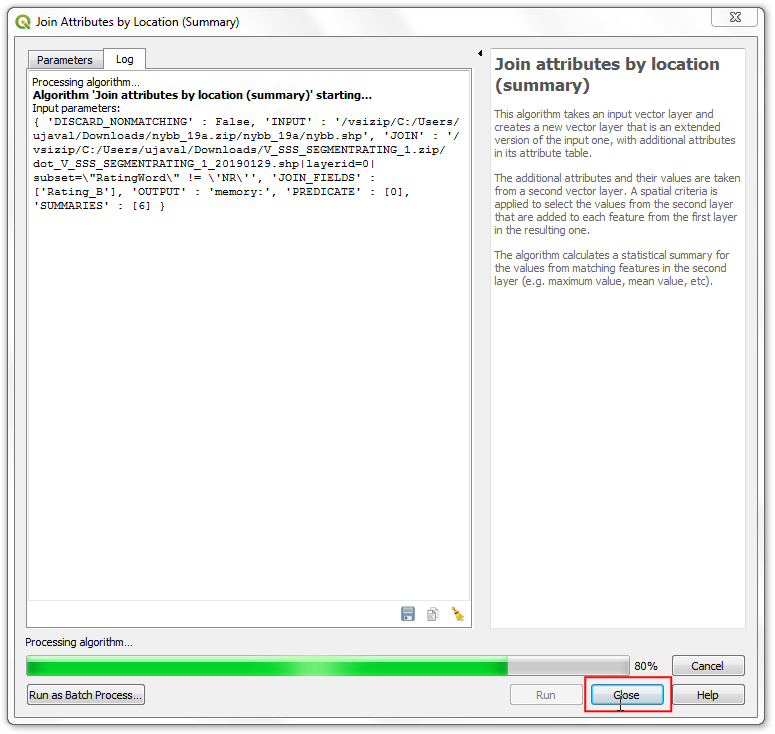 Join Attributes by Location (Summary)
Parameters
Log
Processing algorithm...
Algorithm 'Join attributes by location (summary)' starting...
Input parameters:
{ 'DISCARD_NONMATCHING' : False, 'INPUT' : '/vsizip/C:/Users/
ujaval/Downloads/nybb_19a.zip/nybb_19a/nybb.shp', 'JOIN' : '/
vsizip/C:/Users/ujaval/Downloads/V_SSS_SEGMENTRATING_1.zip/
dot_V_SSS_SEGMENTRATING_1_20190129.shp|layerid=0|
subset=\"RatingWord\" != \'NR\'', 'JOIN_FIELDS' :
['Rating_B'], 'OUTPUT' : 'memory:', 'PREDICATE' : [0],
'SUMMARIES' : [6] }
Join attributes by location
(summary)
This algorithm takes an input vector layer and
creates a new vector layer that is an extended
version of the input one, with additional attributes
in its attribute table.
The additional attributes and their values are taken
from a second vector layer. A spatial criteria is
applied to select the values from the second layer
that are added to each feature from the first layer
in the resulting one.
The algorithm calculates a statistical summary for
the values from matching features in the second
layer (e.g. maximum value, mean value, etc).
Processing algorithm...
80%
Cancel
Run as Batch Process...
Run
Close
Help